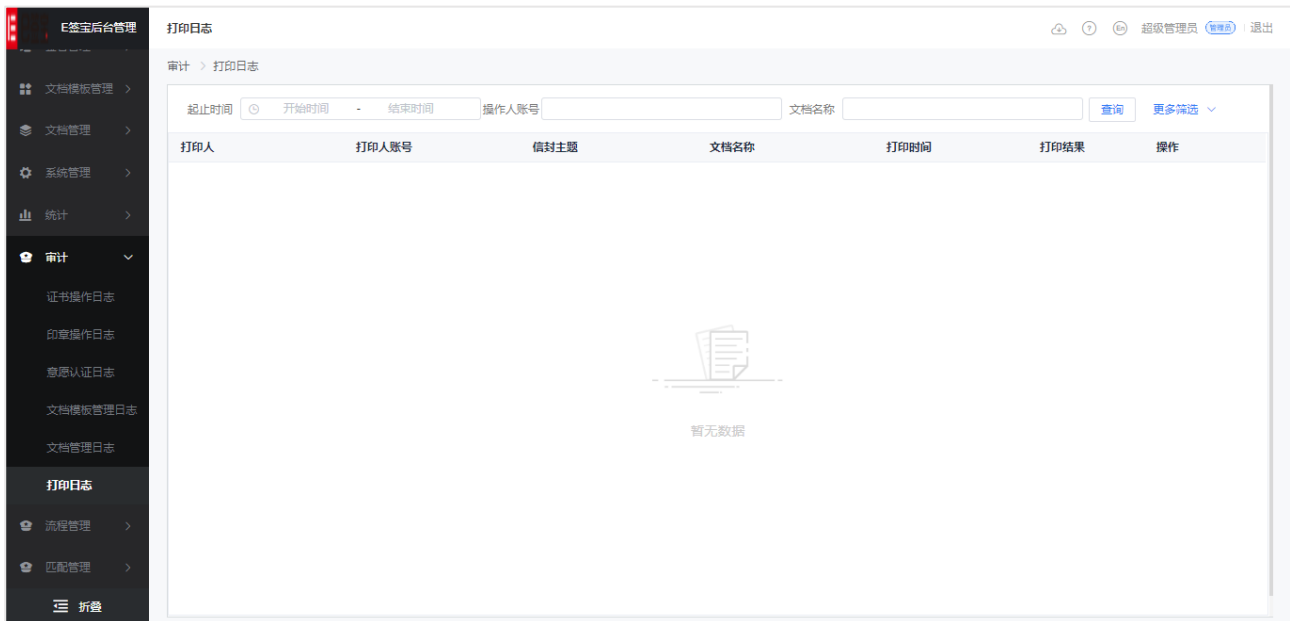 E签宝后台管理
打印日志
En
超级管理员
管理员
退出
审计 > 打印日志
文档模板管理
文档管理
系统管理
统计
审计
证书操作日志
印章操作日志
意愿认证日志
文档模板管理日志
文档管理日志
打印日志
流程管理
匹配管理
折叠
起止时间 开始时间 - 结束时间 操作人账号 文档名称 查询 更多筛选
打印人 打印人账号 信封主题 文档名称 打印时间 打印结果 操作
暂无数据